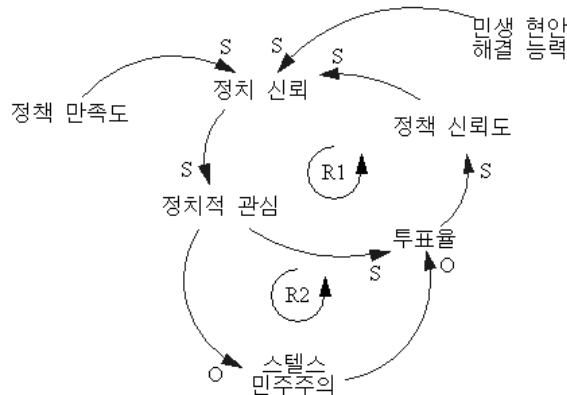 민생 현안
해결 능력
S
S
S
정치 신뢰
정책 만족도
정책 신뢰도
R1
S
S
정치적 관심
투표율
S
O
R2
O
스텔스
민주주의